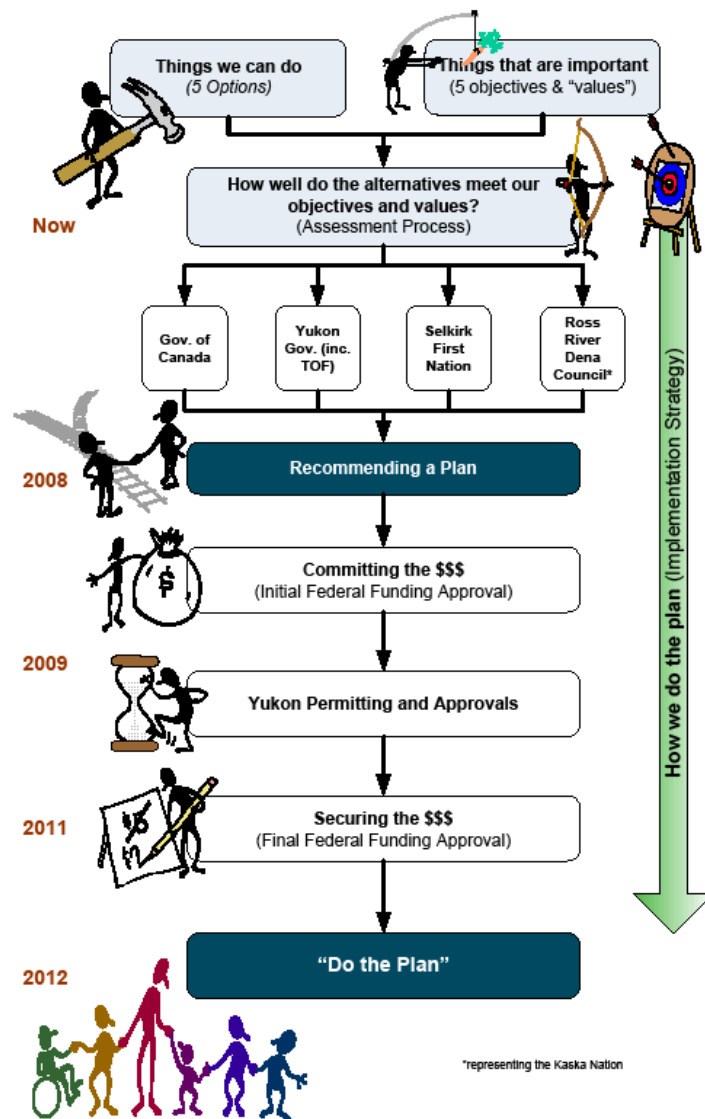 Things we can do
(5 Options)
Things that are important
(5 objectives & “values”)
How well do the alternatives meet our
objectives and values?
(Assessment Process)
Now
Gov. of
Canada
Yukon
Gov. (inc.
TOF)
Selkirk
First
Nation
Ross
River
Dena
Council*
Recommending a Plan
2008
Committing the $$$
(Initial Federal Funding Approval)
$
2009
Yukon Permitting and Approvals
2011
Securing the $$$
(Final Federal Funding Approval)
“Do the Plan”
2012
How we do the plan (Implementation Strategy)
*representing the Kaska Nation